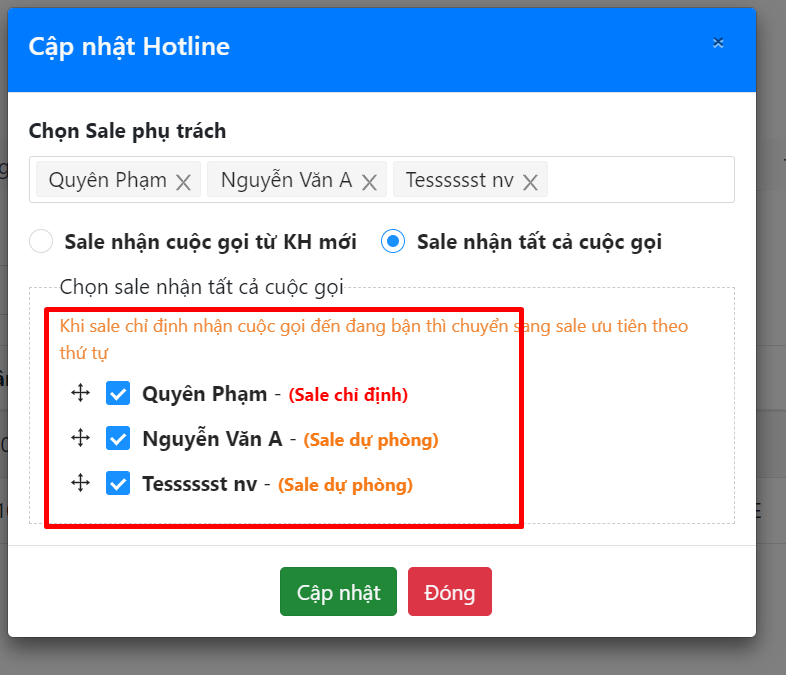 Cập nhật Hotline
×
Chọn Sale phụ trách
Quyên Phạm × Nguyễn Văn A × Tesssssst nv ×
Sale nhận cuộc gọi từ KH mới Sale nhận tất cả cuộc gọi
Chọn sale nhận tất cả cuộc gọi
Khi sale chỉ định nhận cuộc gọi đến đang bận thì chuyển sang sale ưu tiên theo
thứ tự
Quyên Phạm - (Sale chỉ định)
Nguyễn Văn A - (Sale dự phòng)
Tesssssst nv - (Sale dự phòng)
Cập nhật Đóng